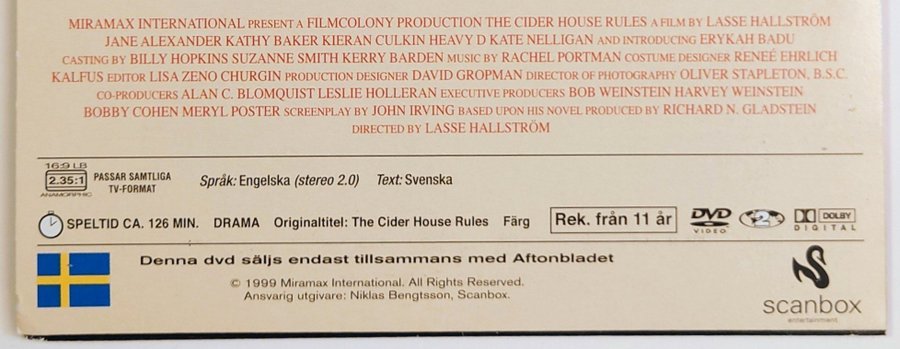 MIRAMAX INTERNATIONAL PRESENT A FILMCOLONY PRODUCTION THE CIDER HOUSE RULES A FILM BY LASSE HALLSTRÖM
JANE ALEXANDER KATHY BAKER KIERAN CULKIN HEAVY D KATE NELLIGAN AND INTRODUCING ERYKAH BADU
CASTING BY BILLY HOPKINS SUZANNE SMITH KERRY BARDEN MUSIC BY RACHEL PORTMAN COSTUME DESIGNER RENEÉ EHRLICH
KALFUS EDITOR LISA ZENO CHURGIN PRODUCTION DESIGNER DAVID GROPMAN DIRECTOR OF PHOTOGRAPHY OLIVER STAPLETON, B.S.C.
CO-PRODUCERS ALAN C. BLOMQUIST LESLIE HOLLERAN EXECUTIVE PRODUCERS BOB WEINSTEIN HARVEY WEINSTEIN
BOBBY COHEN MERYL POSTER SCREENPLAY BY JOHN IRVING BASED UPON HIS NOVEL PRODUCED BY RICHARD N. GLADSTEIN
DIRECTED BY LASSE HALLSTRÖM
16:9 LB
2.35:1
ANAMORPHIC
PASSAR SAMTLIGA
TV-FORMAT
Språk: Engelska (stereo 2.0) Text: Svenska
SPELTID CA. 126 MIN. DRAMA Originaltitel: The Cider House Rules Färg Rek. från 11 år
DVD
VIDEO
2
DOLBY
DIGITAL
Denna dvd säljs endast tillsammans med Aftonbladet
© 1999 Miramax International. All Rights Reserved.
Ansvarig utgivare: Niklas Bengtsson, Scanbox.
scanbox
entertainment